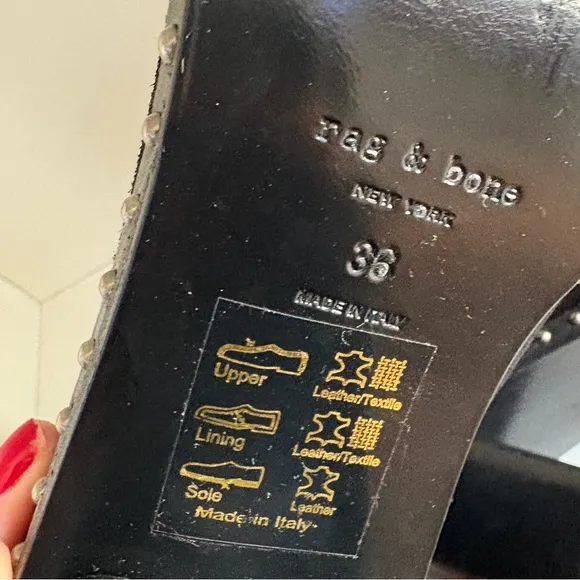 rag & bone
NEW YORK
36
MADE IN ITALY
Upper
Leather/Textile
Lining
Leather/Textile
Sole
Leather
Made in Italy